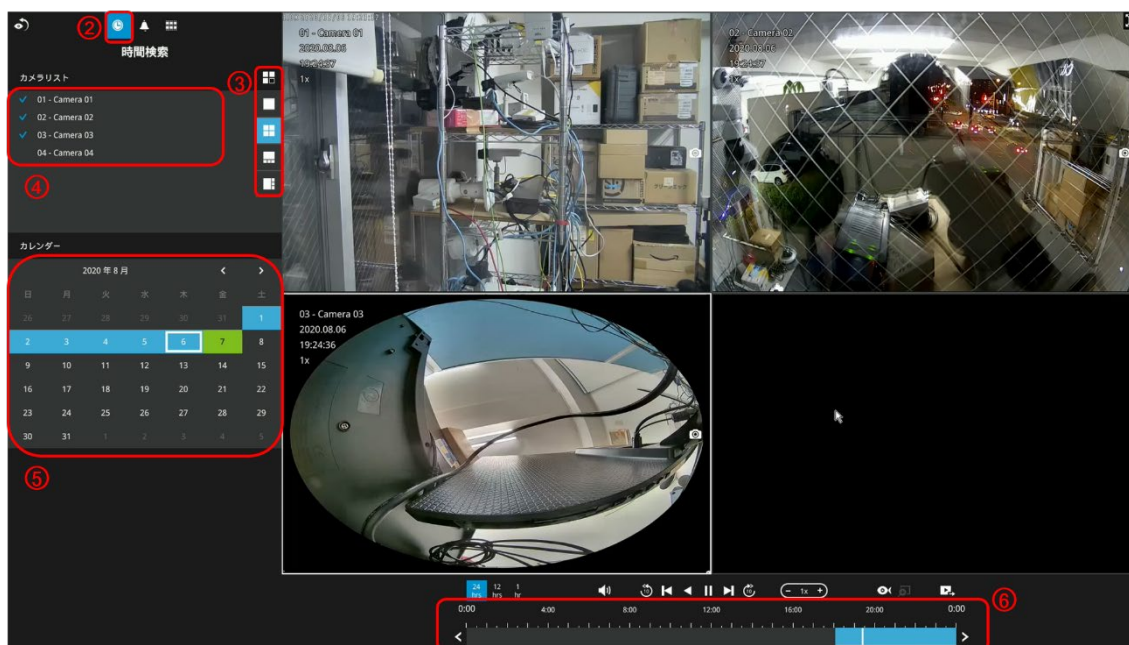 ②
時間検索
カメラリスト
③
01 - Camera 01
02 - Camera 02
03 - Camera 03
04 - Camera 04
④
カレンダー
2020 年 8 月
日 月 火 水 木 金 土
26 27 28 29 30 31 1
2 3 4 5 6 7 8
9 10 11 12 13 14 15
16 17 18 19 20 21 22
23 24 25 26 27 28 29
30 31 1 2 3 4 5
⑤
01 - Camera 01
2020.08.06
19:24:37
1x
02 - Camera 02
2020.08.06
19:24:37
1x
03 - Camera 03
2020.08.06
19:24:36
1x
24 hrs 12 hrs 1 hr
10 10
− 1x +
⑥
0:00 4:00 8:00 12:00 16:00 20:00 0:00